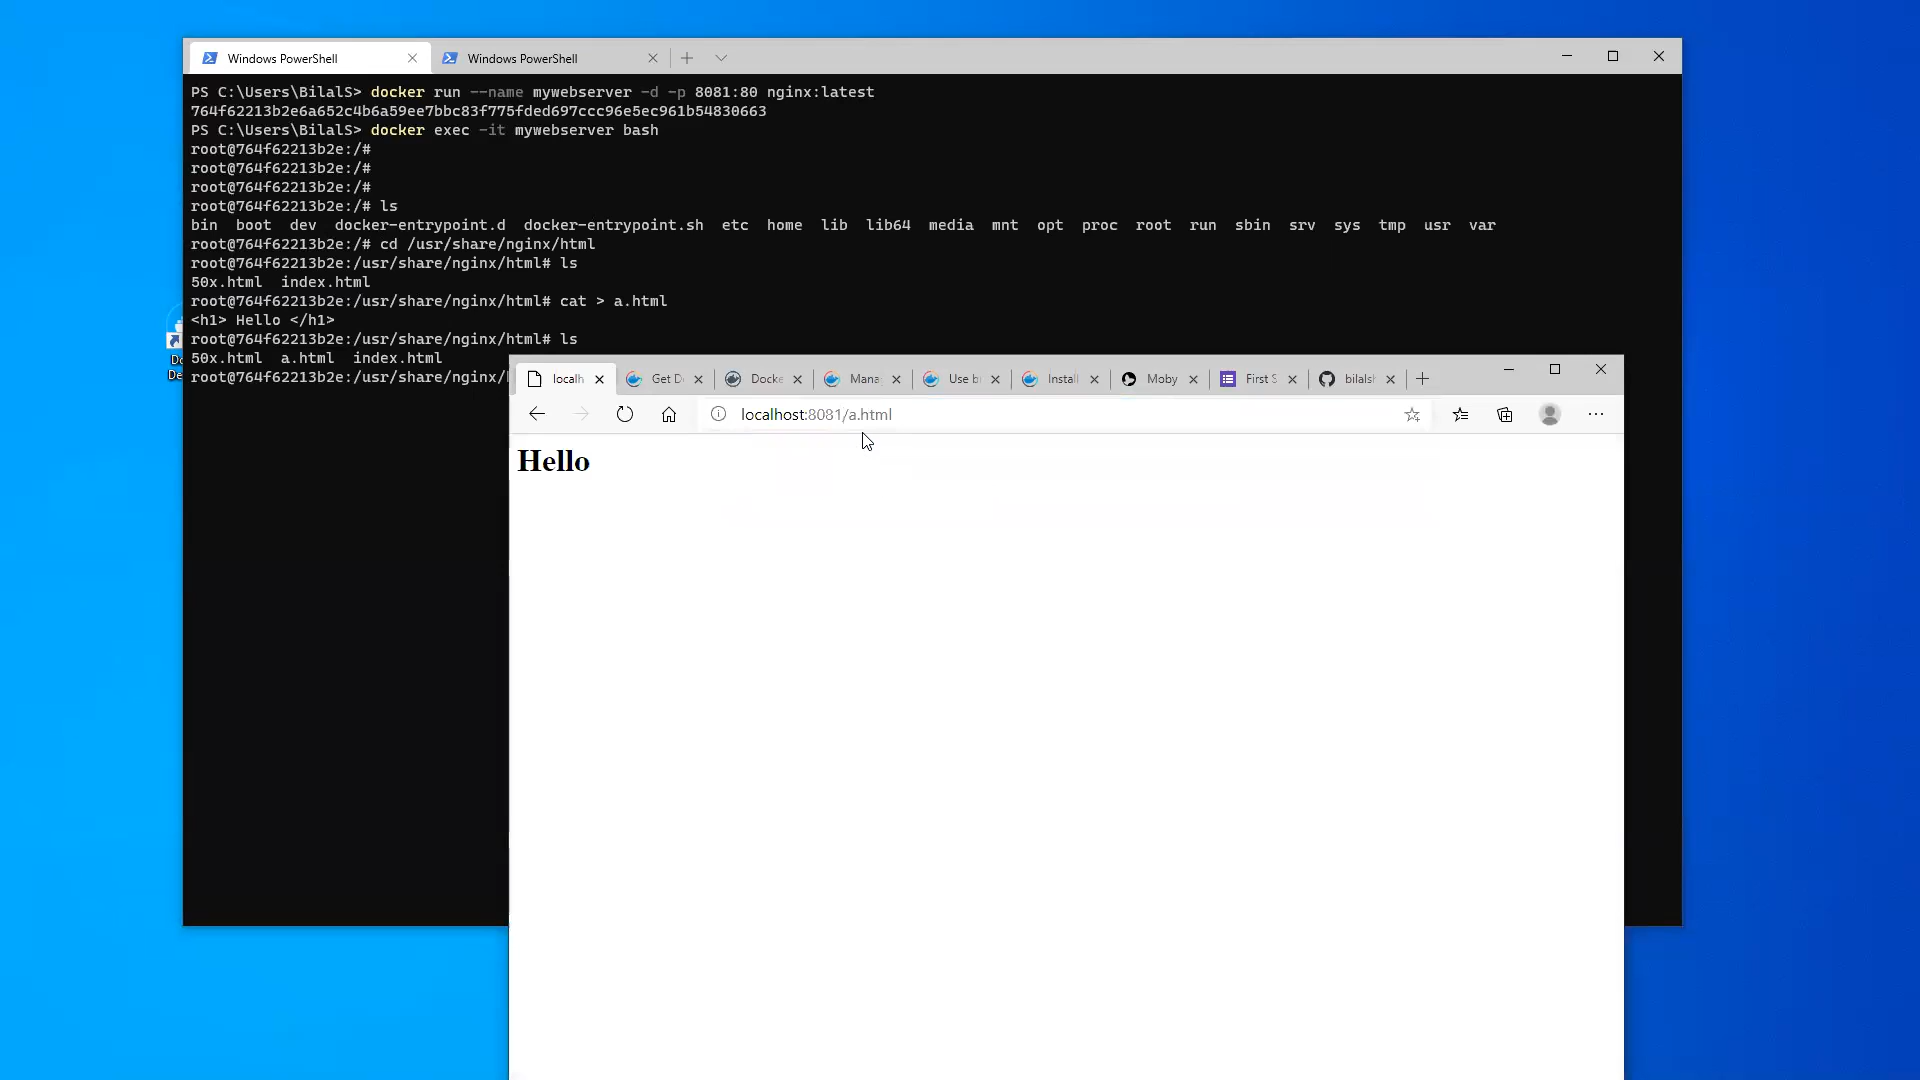 Windows PowerShell
Windows PowerShell
PS C:\Users\BilalS> docker run --name mywebserver -d -p 8081:80 nginx:latest
764f62213b2e6a652c4b6a59ee7bbc83f775fded697ccc96e5ec961b54830663
PS C:\Users\BilalS> docker exec -it mywebserver bash
root@764f62213b2e:/#
root@764f62213b2e:/#
root@764f62213b2e:/#
root@764f62213b2e:/# ls
bin boot dev docker-entrypoint.d docker-entrypoint.sh etc home lib lib64 media mnt opt proc root run sbin srv sys tmp usr var
root@764f62213b2e:/# cd /usr/share/nginx/html
root@764f62213b2e:/usr/share/nginx/html# ls
50x.html index.html
root@764f62213b2e:/usr/share/nginx/html# cat > a.html
<h1> Hello </h1>
root@764f62213b2e:/usr/share/nginx/html# ls
50x.html a.html index.html
root@764f62213b2e:/usr/share/nginx/
Do
De
localh
Get D
Docke
Mana
Use b
Install
Moby
First S
bilals
localhost:8081/a.html
Hello